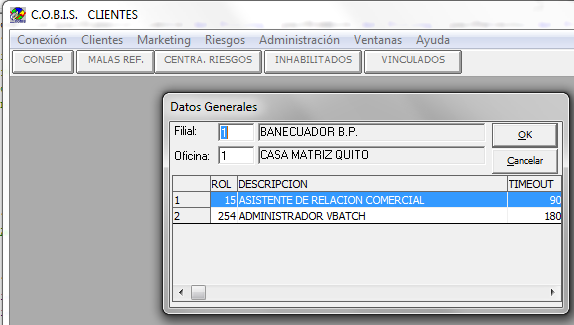 C.O.B.I.S. CLIENTES
Conexión Clientes Marketing Riesgos Administración Ventanas Ayuda
CONSEP MALAS REF. CENTRA. RIESGOS INHABILITADOS VINCULADOS
Datos Generales
Filial: 1 BANECUADOR B.P. OK
Oficina: 1 CASA MATRIZ QUITO
Cancelar
ROL DESCRIPCION TIMEOUT
1 15 ASISTENTE DE RELACION COMERCIAL 90
2 254 ADMINISTRADOR VBATCH 180